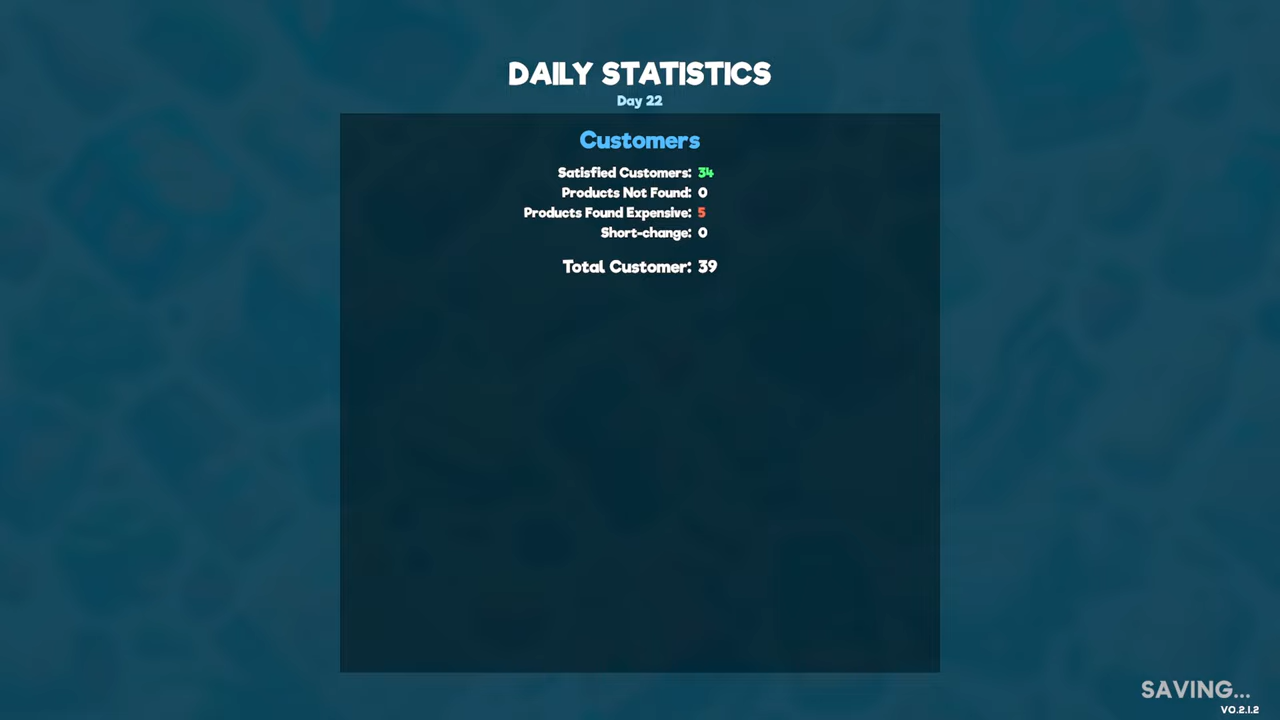 DAILY STATISTICS
Day 22
Customers
Satisfied Customers: 34
Products Not Found: 0
Products Found Expensive: 5
Short-change: 0
Total Customer: 39
SAVING...
V0.2.1.2